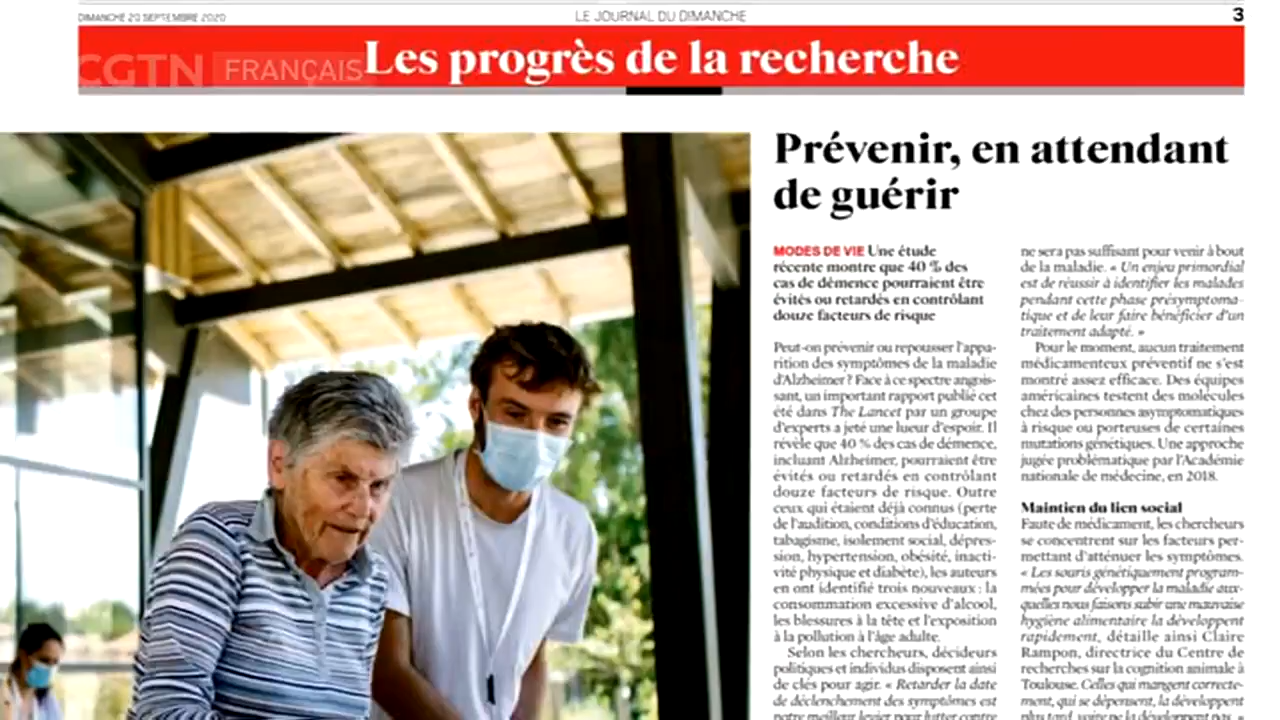 DIMANCHE 20 SEPTEMBRE 2020
LE JOURNAL DU DIMANCHE
3
CGTN FRANÇAIS
Les progrès de la recherche
Prévenir, en attendant
de guérir
MODES DE VIE Une étude
récente montre que 40 % des
cas de démence pourraient être
évités ou retardés en contrôlant
douze facteurs de risque
Peut-on prévenir ou repousser l'appa-
rition des symptômes de la maladie
d'Alzheimer ? Face à ce spectre angois-
sant, un important rapport publié cet
été dans The Lancet par un groupe
d'experts a jeté une lueur d'espoir. Il
révèle que 40 % des cas de démence,
incluant Alzheimer, pourraient être
évités ou retardés en contrôlant
douze facteurs de risque. Outre
ceux qui étaient déjà connus (perte
de l'audition, conditions d'éducation,
tabagisme, isolement social, dépres-
sion, hypertension, obésité, inacti-
vité physique et diabète), les auteurs
en ont identifié trois nouveaux : la
consommation excessive d'alcool,
les blessures à la tête et l'exposition
à la pollution à l'âge adulte.
Selon les chercheurs, décideurs
politiques et individus disposent ainsi
de clés pour agir. « Retarder la date
de déclenchement des symptômes est
notre meilleur levier pour lutter contre
ne sera pas suffisant pour venir à bout
de la maladie. « Un enjeu primordial
est de réussir à identifier les malades
pendant cette phase présymptoma-
tique et de leur faire bénéficier d'un
traitement adapté. »
Pour le moment, aucun traitement
médicamenteux préventif ne s'est
montré assez efficace. Des équipes
américaines testent des molécules
chez des personnes asymptomatiques
à risque ou porteuses de certaines
mutations génétiques. Une approche
jugée problématique par l'Académie
nationale de médecine, en 2018.
Maintien du lien social
Faute de médicament, les chercheurs
se concentrent sur les facteurs per-
mettant d'atténuer les symptômes.
« Les souris génétiquement program-
mées pour développer la maladie aux-
quelles nous faisons subir une mauvaise
hygiène alimentaire la développent
rapidement, détaille ainsi Claire
Rampon, directrice du Centre de
recherches sur la cognition animale à
Toulouse. Celles qui mangent correcte-
ment, qui se dépensent, la développent
plus tard, voire ne la développent pas. »